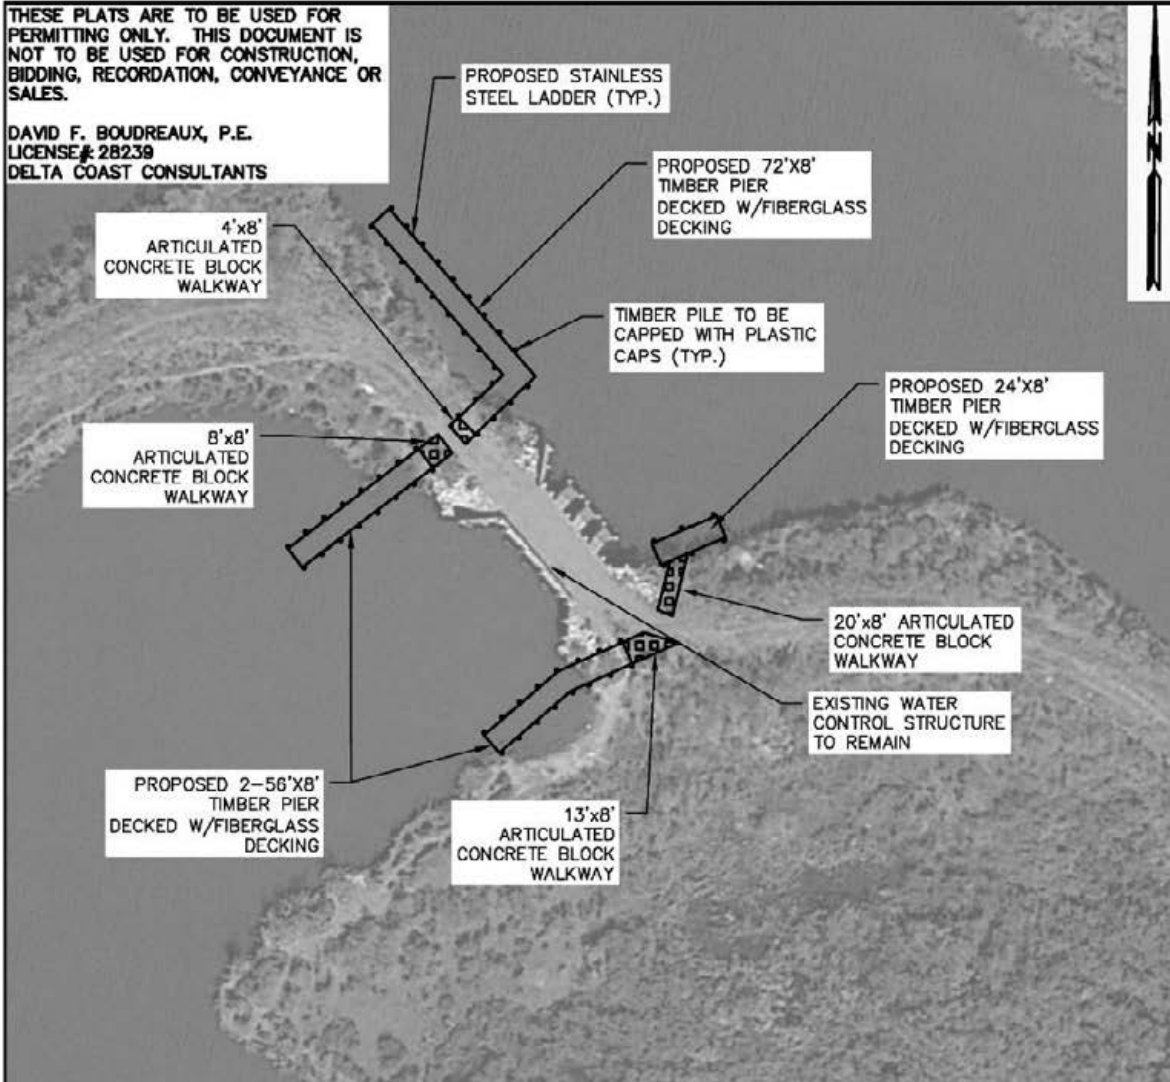 THESE PLATS ARE TO BE USED FOR
PERMITTING ONLY. THIS DOCUMENT IS
NOT TO BE USED FOR CONSTRUCTION,
BIDDING, RECORDATION, CONVEYANCE OR
SALES.
DAVID F. BOUDREAUX, P.E.
LICENSE#: 28239
DELTA COAST CONSULTANTS
PROPOSED STAINLESS
STEEL LADDER (TYP.)
N
PROPOSED 72'X8'
TIMBER PIER
DECKED W/FIBERGLASS
DECKING
4'x8'
ARTICULATED
CONCRETE BLOCK
WALKWAY
TIMBER PILE TO BE
CAPPED WITH PLASTIC
CAPS (TYP.)
PROPOSED 24'X8'
TIMBER PIER
DECKED W/FIBERGLASS
DECKING
8'x8'
ARTICULATED
CONCRETE BLOCK
WALKWAY
20'x8' ARTICULATED
CONCRETE BLOCK
WALKWAY
EXISTING WATER
CONTROL STRUCTURE
TO REMAIN
PROPOSED 2-56'X8'
TIMBER PIER
DECKED W/FIBERGLASS
DECKING
13'x8'
ARTICULATED
CONCRETE BLOCK
WALKWAY